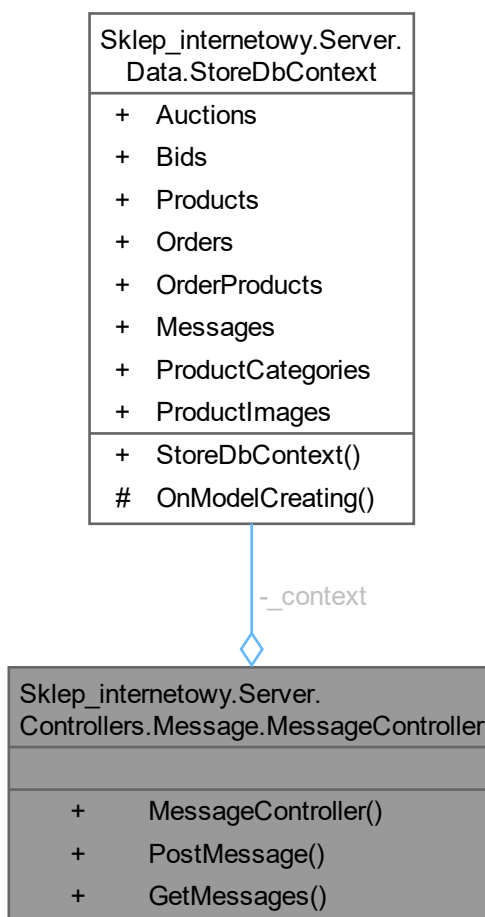 Sklep_internetowy.Server.
Data.StoreDbContext
+ Auctions
+ Bids
+ Products
+ Orders
+ OrderProducts
+ Messages
+ ProductCategories
+ ProductImages
+ StoreDbContext()
# OnModelCreating()
-_context
Sklep_internetowy.Server.
Controllers.Message.MessageController
+ MessageController()
+ PostMessage()
+ GetMessages()